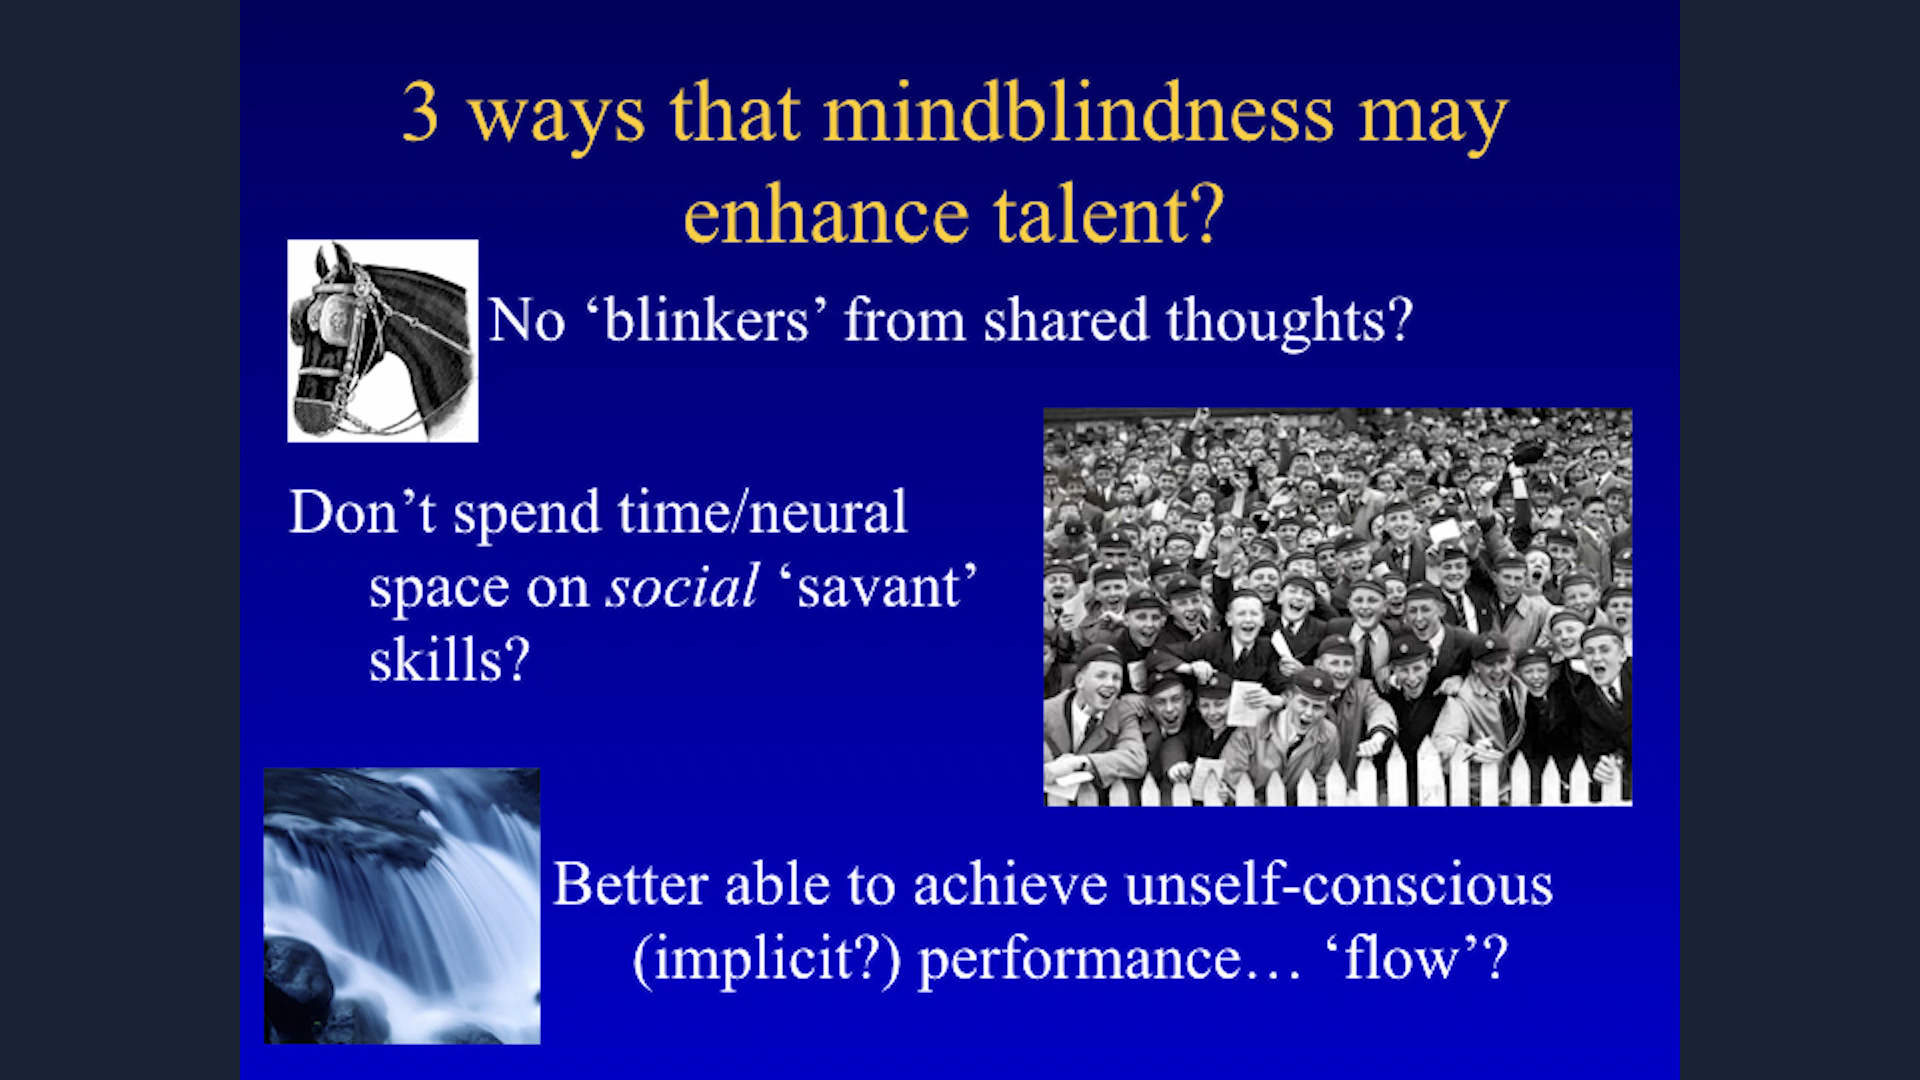 3 ways that mindblindness may
enhance talent?
No ‘blinkers’ from shared thoughts?
Don’t spend time/neural
space on social ‘savant’
skills?
Better able to achieve unself-conscious
(implicit?) performance… ‘flow’?